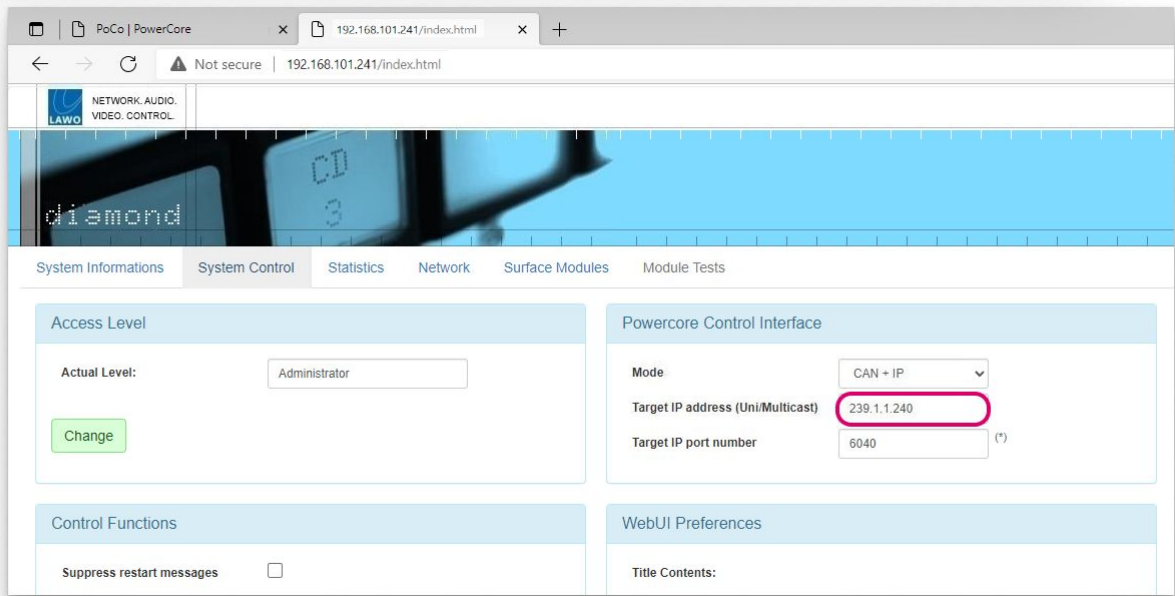 PoCo | PowerCore
192.168.101.241/index.html
Not secure | 192.168.101.241/index.html
LAWO
NETWORK. AUDIO.
VIDEO. CONTROL.
CD
3
diamond
System Informations System Control Statistics Network Surface Modules Module Tests
Access Level
Actual Level: Administrator
Change
Powercore Control Interface
Mode CAN + IP
Target IP address (Uni/Multicast) 239.1.1.240
Target IP port number 6040 (*)
Control Functions
Suppress restart messages
WebUI Preferences
Title Contents: